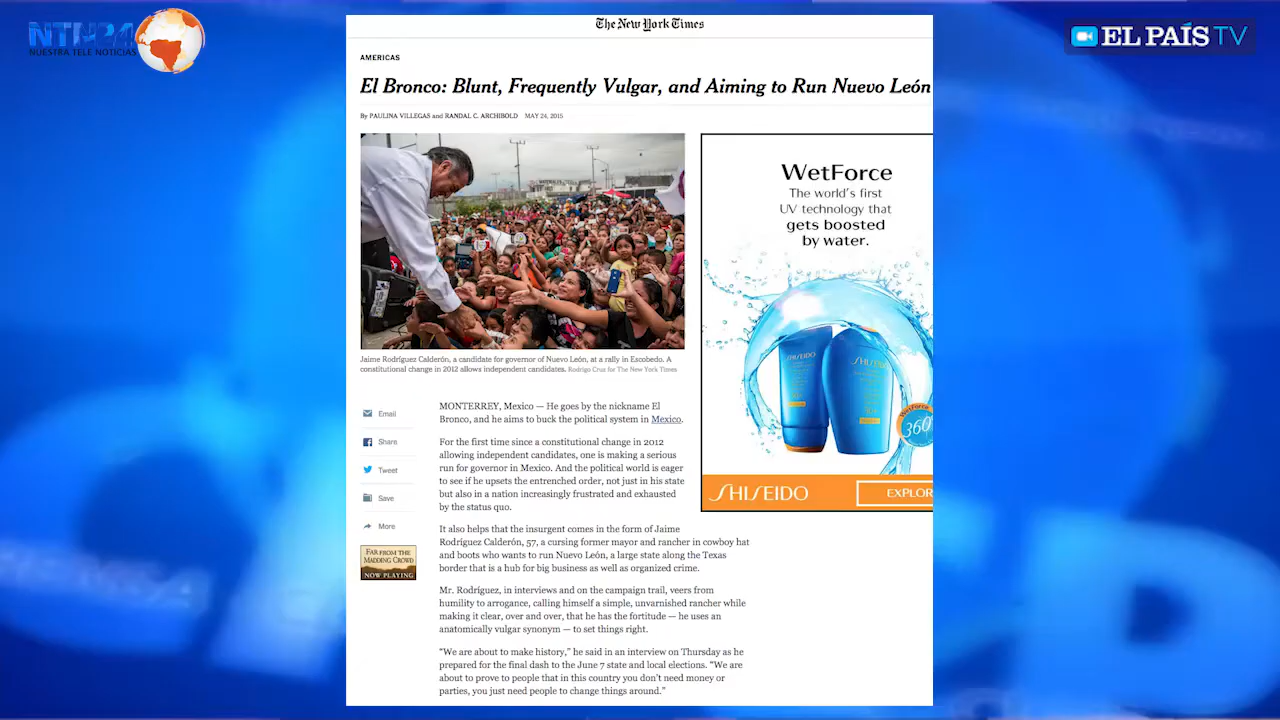 NTN24
NUESTRA TELE NOTICIAS
EL PAÍS TV
The New York Times
AMERICAS
El Bronco: Blunt, Frequently Vulgar, and Aiming to Run Nuevo León
By PAULINA VILLEGAS and RANDAL C. ARCHIBOLD MAY 24, 2015
Jaime Rodríguez Calderón, a candidate for governor of Nuevo León, at a rally in Escobedo. A
constitutional change in 2012 allows independent candidates. Rodrigo Cruz for The New York Times
Email
Share
Tweet
Save
More
FAR FROM THE
MADDING CROWD
NOW PLAYING
MONTERREY, Mexico — He goes by the nickname El
Bronco, and he aims to buck the political system in Mexico.
For the first time since a constitutional change in 2012
allowing independent candidates, one is making a serious
run for governor in Mexico. And the political world is eager
to see if he upsets the entrenched order, not just in his state
but also in a nation increasingly frustrated and exhausted
by the status quo.
It also helps that the insurgent comes in the form of Jaime
Rodríguez Calderón, 57, a cursing former mayor and rancher in cowboy hat
and boots who wants to run Nuevo León, a large state along the Texas
border that is a hub for big business as well as organized crime.
Mr. Rodríguez, in interviews and on the campaign trail, veers from
humility to arrogance, calling himself a simple, unvarnished rancher while
making it clear, over and over, that he has the fortitude — he uses an
anatomically vulgar synonym — to set things right.
“We are about to make history,” he said in an interview on Thursday as he
prepared for the final dash to the June 7 state and local elections. “We are
about to prove to people that in this country you don’t need money or
parties, you just need people to change things around.”
WetForce
The world’s first
UV technology that
gets boosted
by water.
SHISEIDO
SHISEIDO
WetForce
360°
SHISEIDO
EXPLOR